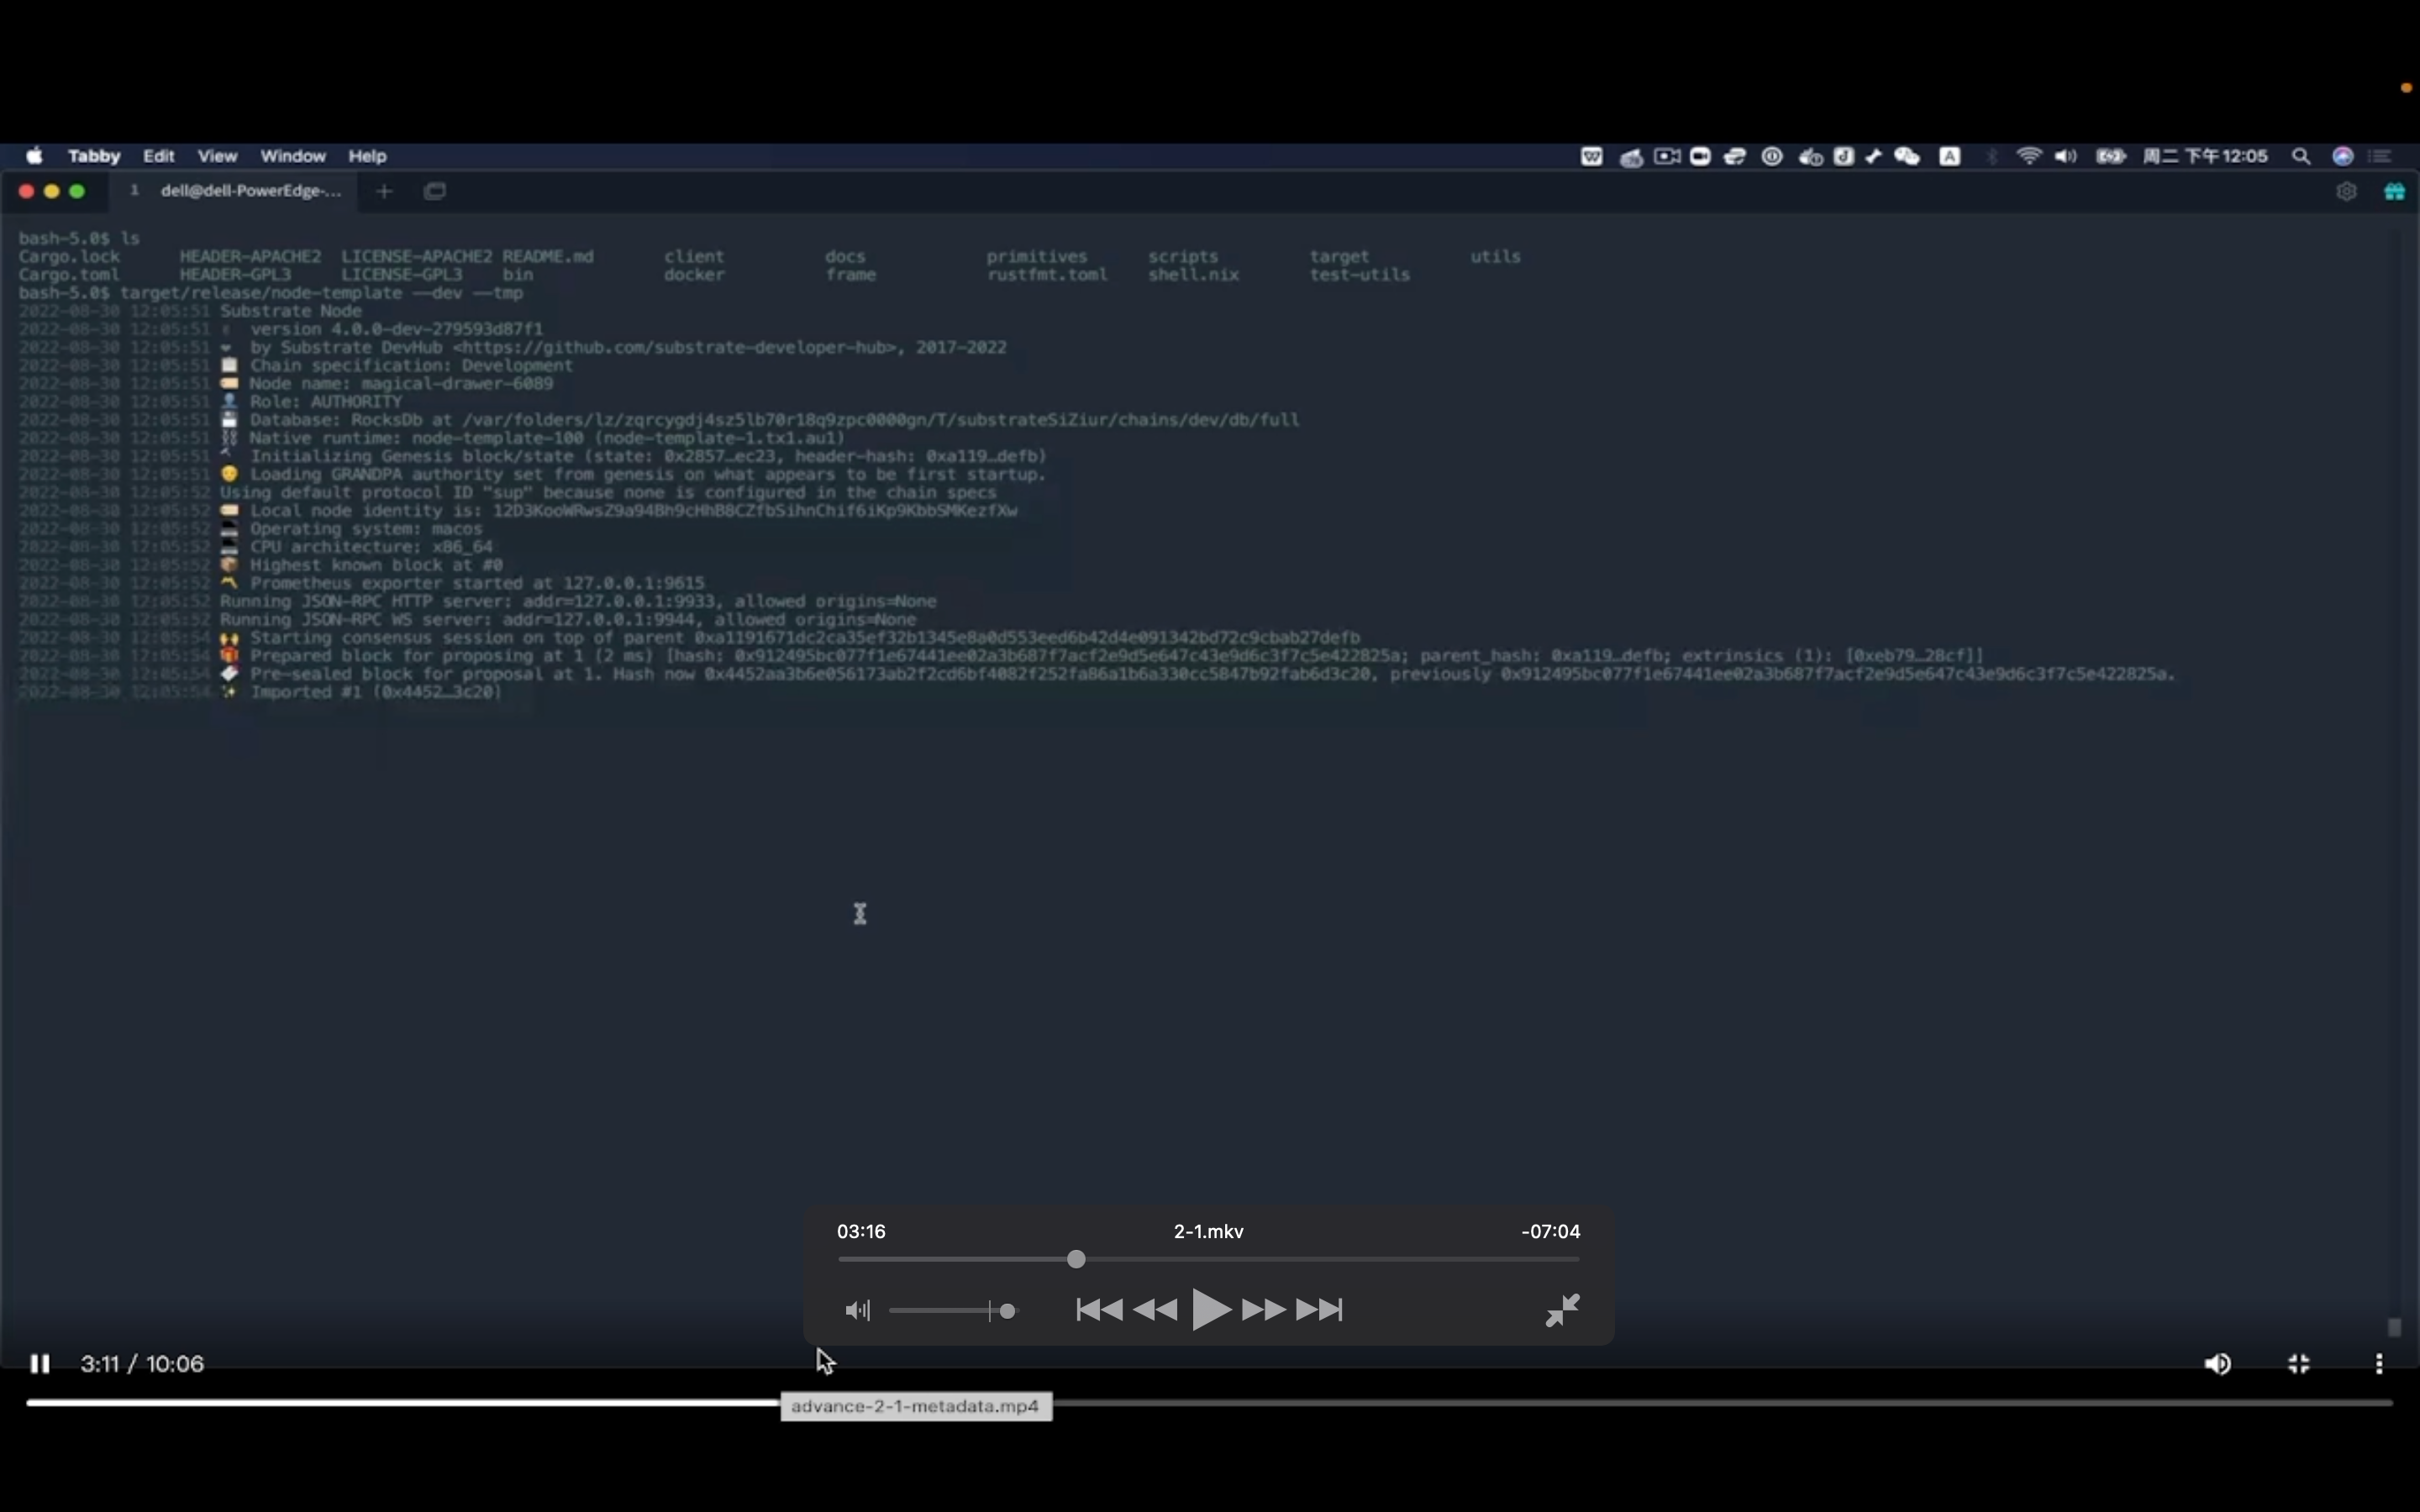 Tabby Edit View Window Help
周二下午12:05
1 dell@dell-PowerEdge-...
bash-5.0$ ls
Cargo.lock HEADER-APACHE2 LICENSE-APACHE2 README.md client docs primitives scripts target utils
Cargo.toml HEADER-GPL3 LICENSE-GPL3 bin docker frame rustfmt.toml shell.nix test-utils
bash-5.0$ target/release/node-template --dev --tmp
2022-08-30 12:05:51 Substrate Node
2022-08-30 12:05:51 version 4.0.0-dev-279593d87f1
2022-08-30 12:05:51 by Substrate DevHub <https://github.com/substrate-developer-hub>, 2017-2022
2022-08-30 12:05:51 Chain specification: Development
2022-08-30 12:05:51 Node name: magical-drawer-6089
2022-08-30 12:05:51 Role: AUTHORITY
2022-08-30 12:05:51 Database: RocksDb at /var/folders/lz/zqrcygdj4sz5lb70r18q9zpc0000gn/T/substrateSiZiur/chains/dev/db/full
2022-08-30 12:05:51 Native runtime: node-template-100 (node-template-1.tx1.au1)
2022-08-30 12:05:51 Initializing Genesis block/state (state: 0x2857…ec23, header-hash: 0xa119…defb)
2022-08-30 12:05:51 Loading GRANDPA authority set from genesis on what appears to be first startup.
2022-08-30 12:05:52 Using default protocol ID "sup" because none is configured in the chain specs
2022-08-30 12:05:52 Local node identity is: 12D3KooWRwsZ9a94Bh9cHhB8CZfbSihnChif6iKp9KbbSMKezfXw
2022-08-30 12:05:52 Operating system: macos
2022-08-30 12:05:52 CPU architecture: x86_64
2022-08-30 12:05:52 Highest known block at #0
2022-08-30 12:05:52 Prometheus exporter started at 127.0.0.1:9615
2022-08-30 12:05:52 Running JSON-RPC HTTP server: addr=127.0.0.1:9933, allowed origins=None
2022-08-30 12:05:52 Running JSON-RPC WS server: addr=127.0.0.1:9944, allowed origins=None
2022-08-30 12:05:54 Starting consensus session on top of parent 0xa1191671dc2ca35ef32b1345e8a0d553eed6b42d4e091342bd72c9cbab27defb
2022-08-30 12:05:54 Prepared block for proposing at 1 (2 ms) [hash: 0x912495bc077f1e67441ee02a3b687f7acf2e9d5e647c43e9d6c3f7c5e422825a; parent_hash: 0xa119…defb; extrinsics (1): [0xeb79…28cf]]
2022-08-30 12:05:54 Pre-sealed block for proposal at 1. Hash now 0x4452aa3b6e056173ab2f2cd6bf4082f252fa86a1b6a330cc5847b92fab6d3c20, previously 0x912495bc077f1e67441ee02a3b687f7acf2e9d5e647c43e9d6c3f7c5e422825a.
2022-08-30 12:05:54 Imported #1 (0x4452…3c20)
03:16 2-1.mkv -07:04
3:11 / 10:06
advance-2-1-metadata.mp4